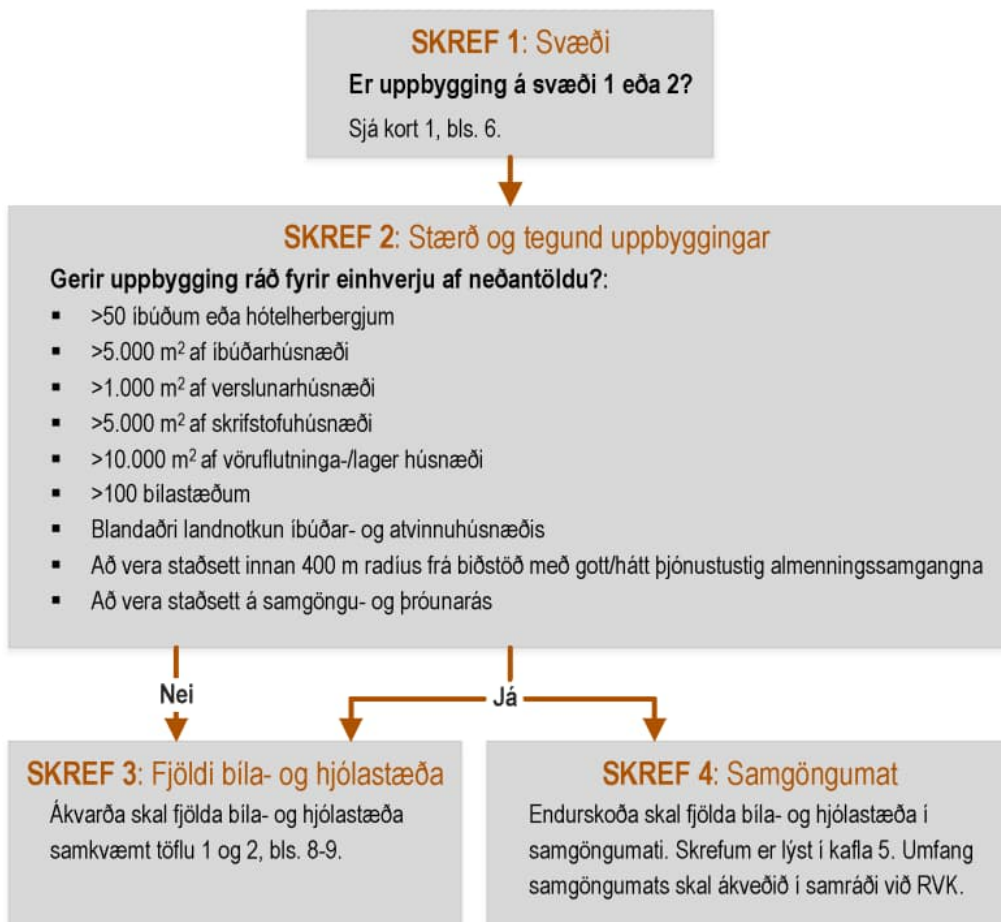 SKREF 1: Svæði
Er uppbygging á svæði 1 eða 2?
Sjá kort 1, bls. 6.
SKREF 2: Stærð og tegund uppbyggingar
Gerir uppbygging ráð fyrir einhverju af neðantöldu?:
▪ >50 íbúðum eða hótelherbergjum
▪ >5.000 m² af íbúðarhúsnæði
▪ >1.000 m² af verslunarhúsnæði
▪ >5.000 m² af skrifstofuhúsnæði
▪ >10.000 m² af vöruflutninga-/lager húsnæði
▪ >100 bílastæðum
▪ Blandaðri landnotkun íbúðar- og atvinnuhúsnæðis
▪ Að vera staðsett innan 400 m radíus frá biðstöð með gott/hátt þjónustustig almenningssamgangna
▪ Að vera staðsett á samgöngu- og þróunarás
Nei
Já
SKREF 3: Fjöldi bíla- og hjólastæða
Ákvarða skal fjölda bíla- og hjólastæða
samkvæmt töflu 1 og 2, bls. 8-9.
SKREF 4: Samgöngumat
Endurskoða skal fjölda bíla- og hjólastæða í
samgöngumati. Skrefum er lýst í kafla 5. Umfang
samgöngumats skal ákveðið í samráði við RVK.